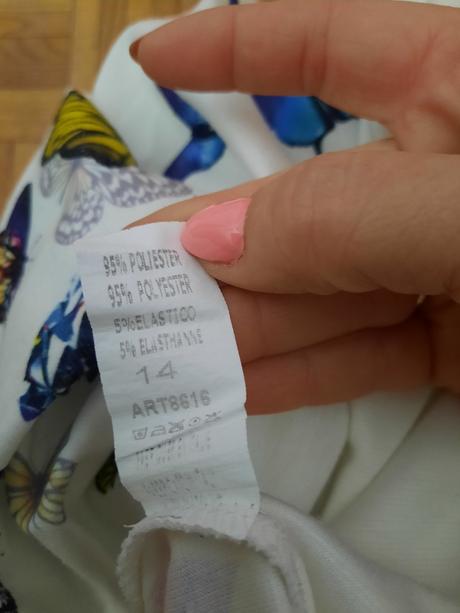 95% POLIESTER
95% POLYESTER
5%ELASTICO
5% ELASTHANNE
14
ART8616